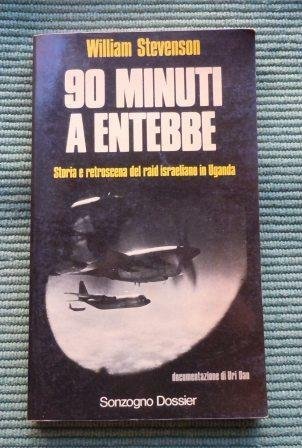 William Stevenson
90 MINUTI
A ENTEBBE
Storia e retroscena del raid israeliano in Uganda
documentazione di Uri Dan
Sonzogno Dossier